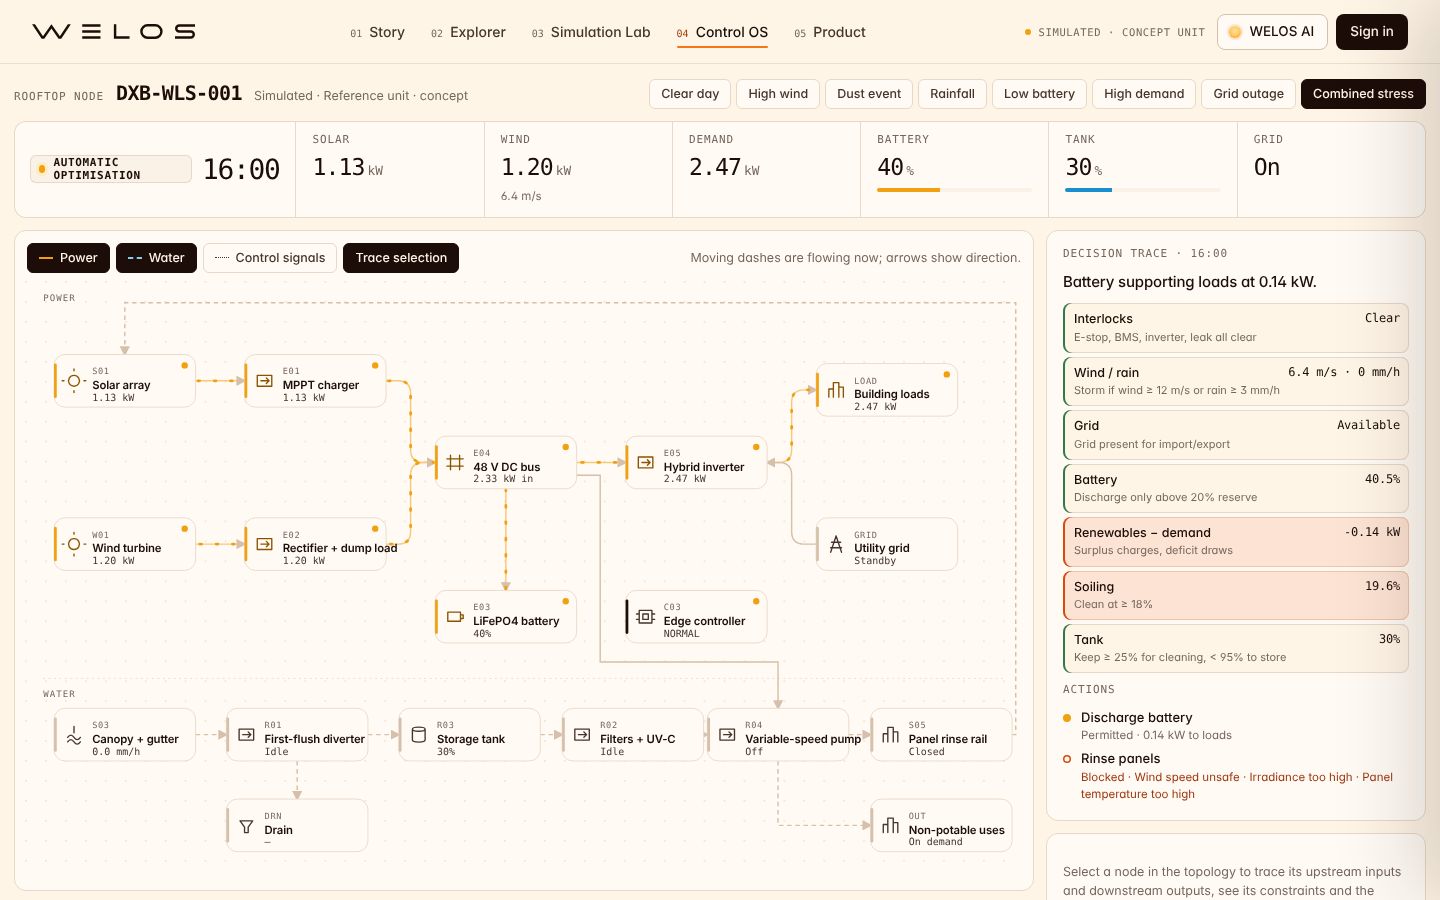 WELOS
01 Story
02 Explorer
03 Simulation Lab
04 Control OS
05 Product
SIMULATED · CONCEPT UNIT
WELOS AI
Sign in
ROOFTOP NODE DXB-WLS-001 Simulated · Reference unit · concept
Clear day
High wind
Dust event
Rainfall
Low battery
High demand
Grid outage
Combined stress
AUTOMATIC
OPTIMISATION
16:00
SOLAR
1.13 kW
WIND
1.20 kW
6.4 m/s
DEMAND
2.47 kW
BATTERY
40 %
TANK
30 %
GRID
On
Power
Water
Control signals
Trace selection
Moving dashes are flowing now; arrows show direction.
POWER
S01
Solar array
1.13 kW
E01
MPPT charger
1.13 kW
LOAD
Building loads
2.47 kW
E04
48 V DC bus
2.33 kW in
E05
Hybrid inverter
2.47 kW
W01
Wind turbine
1.20 kW
E02
Rectifier + dump load
1.20 kW
GRID
Utility grid
Standby
E03
LiFePO4 battery
40%
C03
Edge controller
NORMAL
WATER
S03
Canopy + gutter
0.0 mm/h
R01
First-flush diverter
Idle
R03
Storage tank
30%
R02
Filters + UV-C
Idle
R04
Variable-speed pump
Off
S05
Panel rinse rail
Closed
DRN
Drain
—
OUT
Non-potable uses
On demand
DECISION TRACE · 16:00
Battery supporting loads at 0.14 kW.
Interlocks Clear
E-stop, BMS, inverter, leak all clear
Wind / rain 6.4 m/s · 0 mm/h
Storm if wind ≥ 12 m/s or rain ≥ 3 mm/h
Grid Available
Grid present for import/export
Battery 40.5%
Discharge only above 20% reserve
Renewables − demand -0.14 kW
Surplus charges, deficit draws
Soiling 19.6%
Clean at ≥ 18%
Tank 30%
Keep ≥ 25% for cleaning, < 95% to store
ACTIONS
Discharge battery
Permitted · 0.14 kW to loads
Rinse panels
Blocked · Wind speed unsafe · Irradiance too high · Panel
temperature too high
Select a node in the topology to trace its upstream inputs
and downstream outputs, see its constraints and the